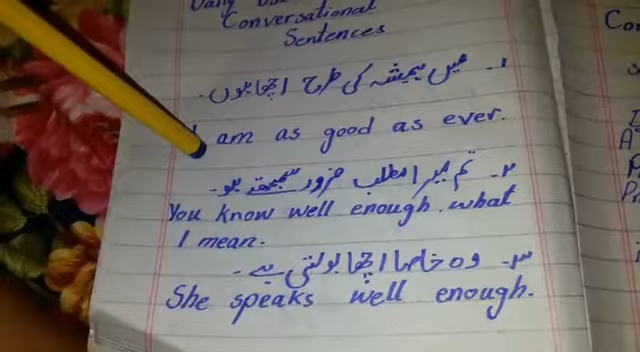 Conversational
Sentences
۱۔ میں ہمیشہ کی طرح اچھا ہوں۔
I am as good as ever.
۲۔ تم میرا مطلب ضرور سمجھتے ہو۔
You know well enough what
I mean.
۳۔ وہ خاصا اچھا بولتی ہے۔
She speaks well enough.